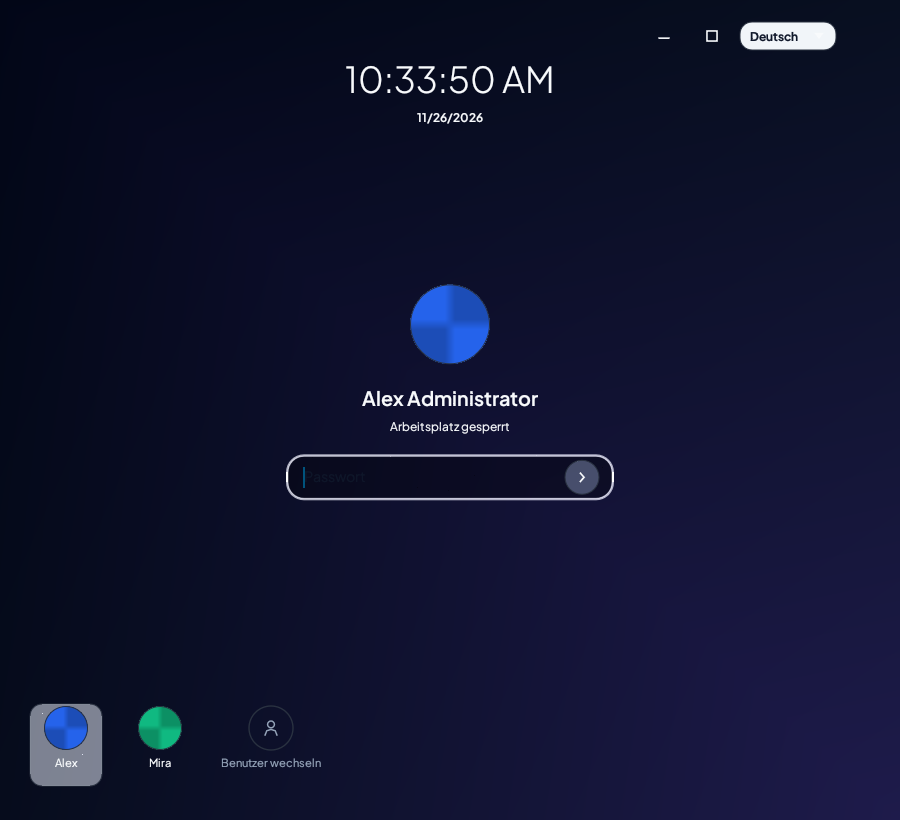 Deutsch
10:33:50 AM
11/26/2026
Alex Administrator
Arbeitsplatz gesperrt
Passwort
Alex
Mira
Benutzer wechseln